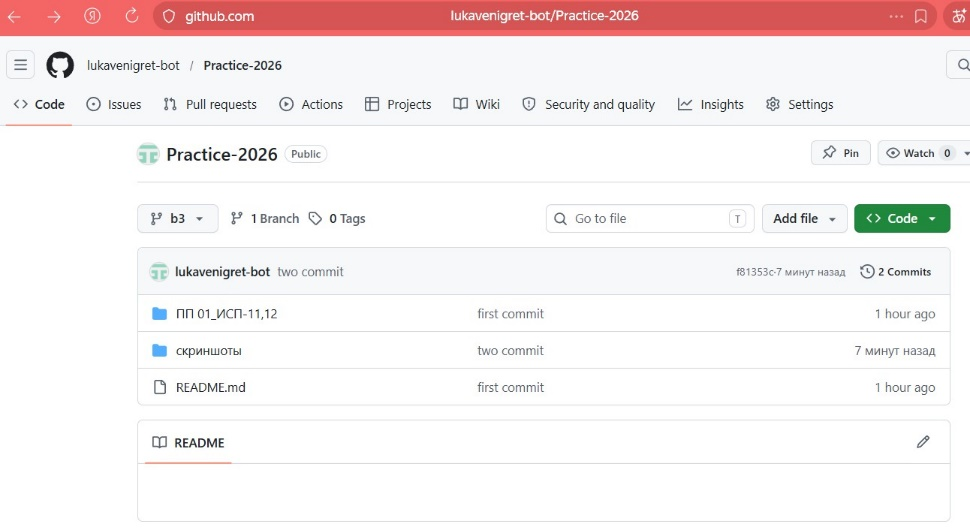 github.com lukavenigret-bot/Practice-2026
lukavenigret-bot / Practice-2026
Code Issues Pull requests Actions Projects Wiki Security and quality Insights Settings
Practice-2026 Public Pin Watch 0
b3 1 Branch 0 Tags Go to file T Add file Code
lukavenigret-bot two commit f81353c·7 минут назад 2 Commits
ПП 01_ИСП-11,12 first commit 1 hour ago
скриншоты two commit 7 минут назад
README.md first commit 1 hour ago
README